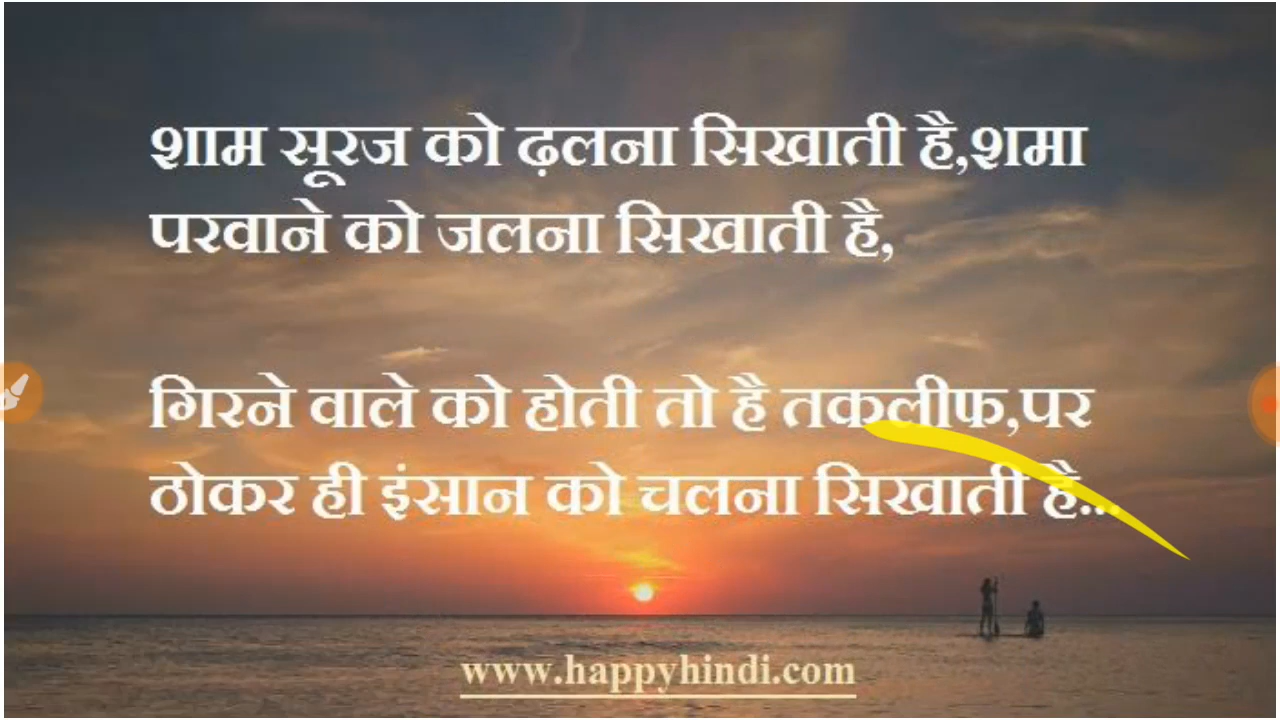 शाम सूरज को ढ़लना सिखाती है,शमा
परवाने को जलना सिखाती है,
गिरने वाले को होती तो है तकलीफ,पर
ठोकर ही इंसान को चलना सिखाती है...
www.happyhindi.com